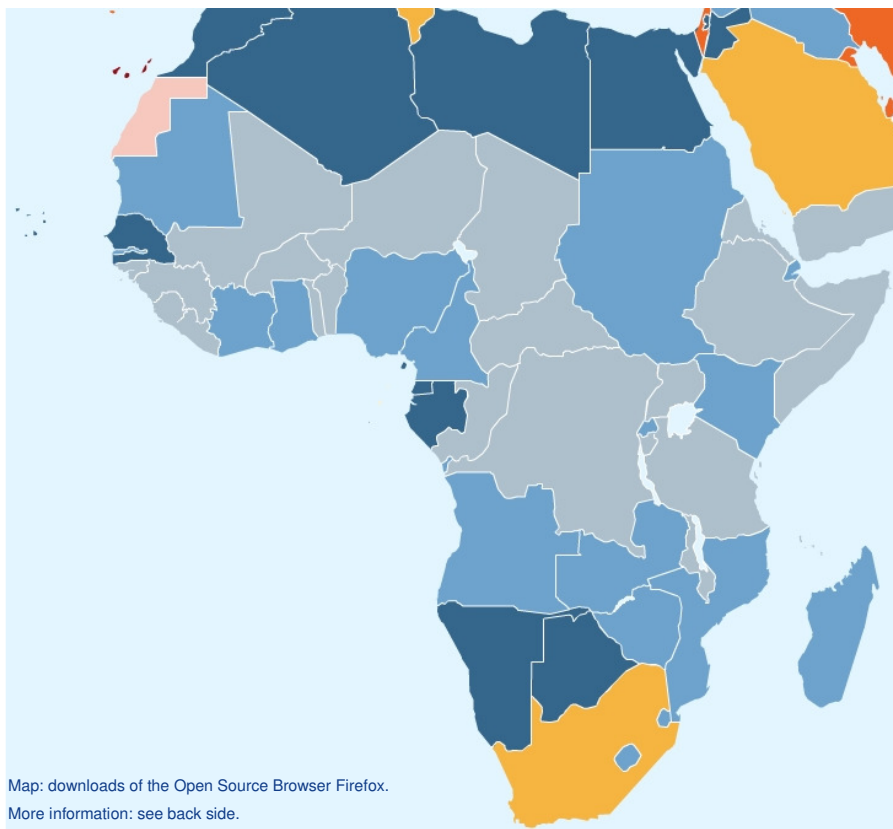 Map: downloads of the Open Source Browser Firefox.
More information: see back side.